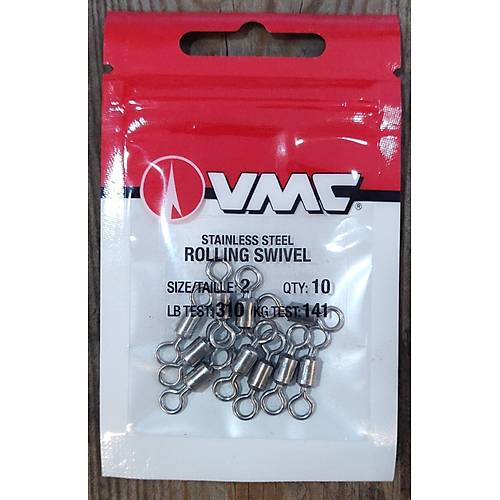 VMC®
STAINLESS STEEL
ROLLING SWIVEL
SIZE/TAILLE: 2 QTY: 10
LB TEST: 310 KG TEST: 141